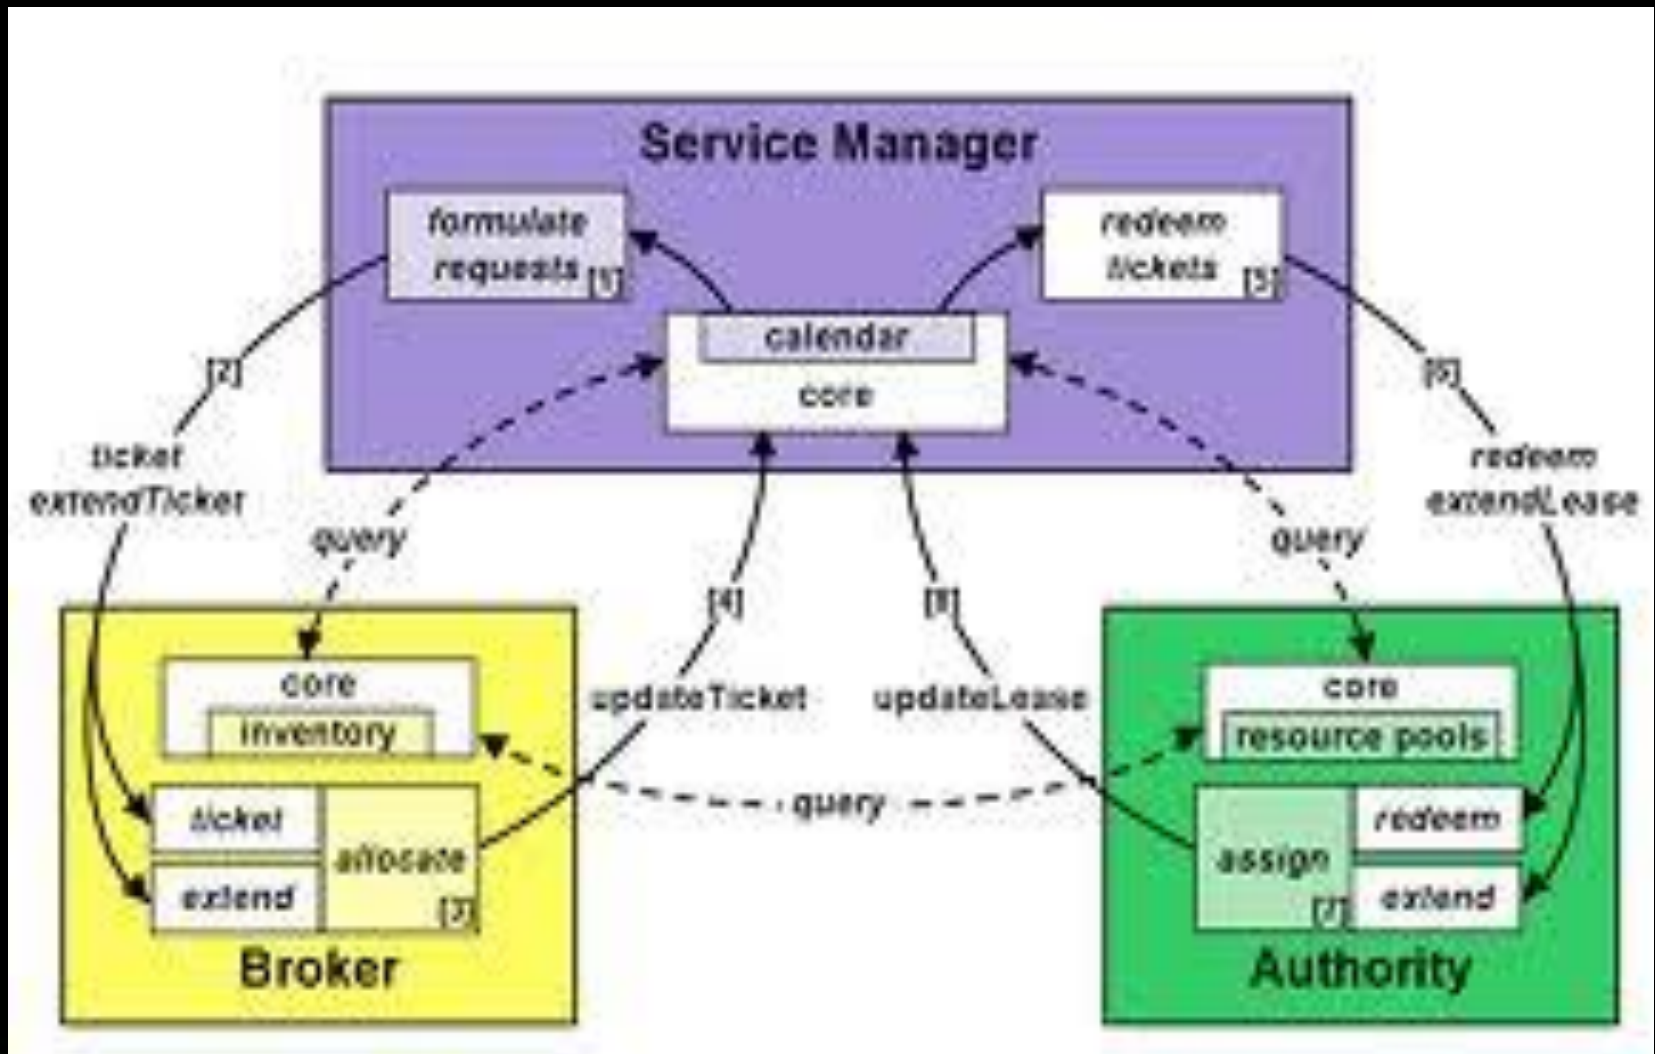 Service Manager
formulate
requests [1]
redeem
tickets [5]
calendar
core
[2]
[6]
ticket
extendTicket
redeem
extendLease
query
query
[4]
[8]
updateTicket
updateLease
core
inventory
core
resource pools
query
ticket
allocate
extend
[3]
redeem
assign
extend
[7]
Broker
Authority